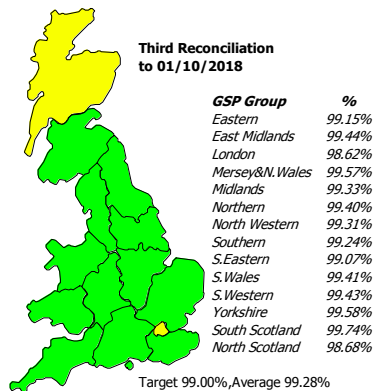 Third Reconciliation
to 01/10/2018
GSP Group %
Eastern 99.15%
East Midlands 99.44%
London 98.62%
Mersey&N.Wales 99.57%
Midlands 99.33%
Northern 99.40%
North Western 99.31%
Southern 99.24%
S.Eastern 99.07%
S.Wales 99.41%
S.Western 99.43%
Yorkshire 99.58%
South Scotland 99.74%
North Scotland 98.68%
Target 99.00%,Average 99.28%